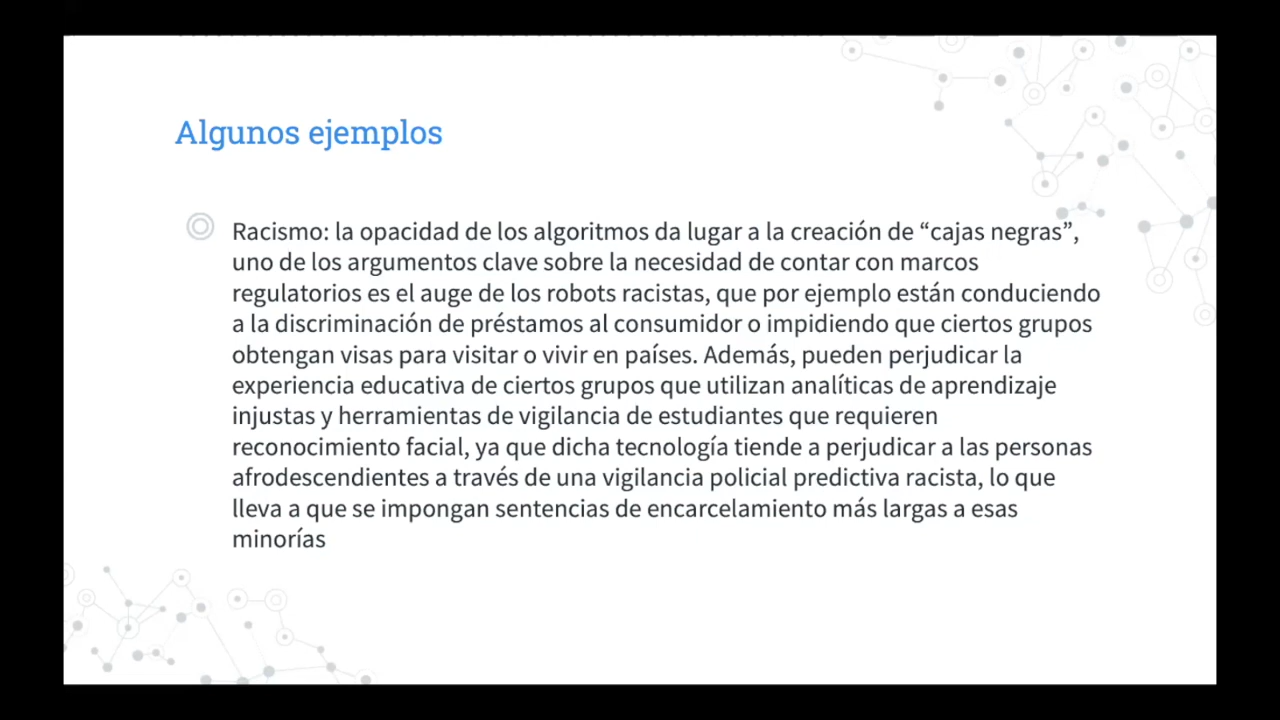 Algunos ejemplos
Racismo: la opacidad de los algoritmos da lugar a la creación de “cajas negras”,
uno de los argumentos clave sobre la necesidad de contar con marcos
regulatorios es el auge de los robots racistas, que por ejemplo están conduciendo
a la discriminación de préstamos al consumidor o impidiendo que ciertos grupos
obtengan visas para visitar o vivir en países. Además, pueden perjudicar la
experiencia educativa de ciertos grupos que utilizan analíticas de aprendizaje
injustas y herramientas de vigilancia de estudiantes que requieren
reconocimiento facial, ya que dicha tecnología tiende a perjudicar a las personas
afrodescendientes a través de una vigilancia policial predictiva racista, lo que
lleva a que se impongan sentencias de encarcelamiento más largas a esas
minorías